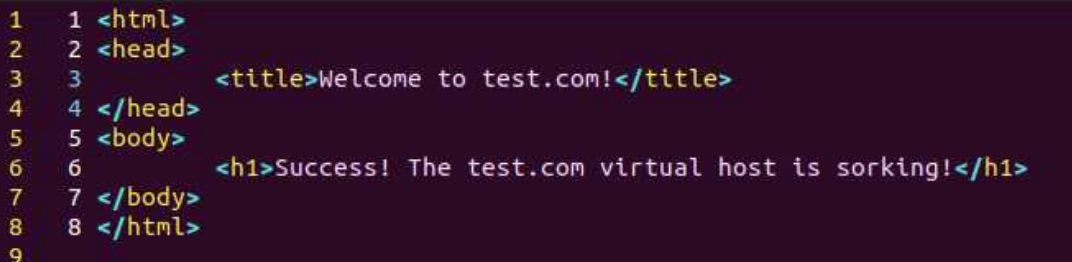 1 1 <html>
2 2 <head>
3 3 <title>Welcome to test.com!</title>
4 4 </head>
5 5 <body>
6 6 <h1>Success! The test.com virtual host is sorking!</h1>
7 7 </body>
8 8 </html>
9